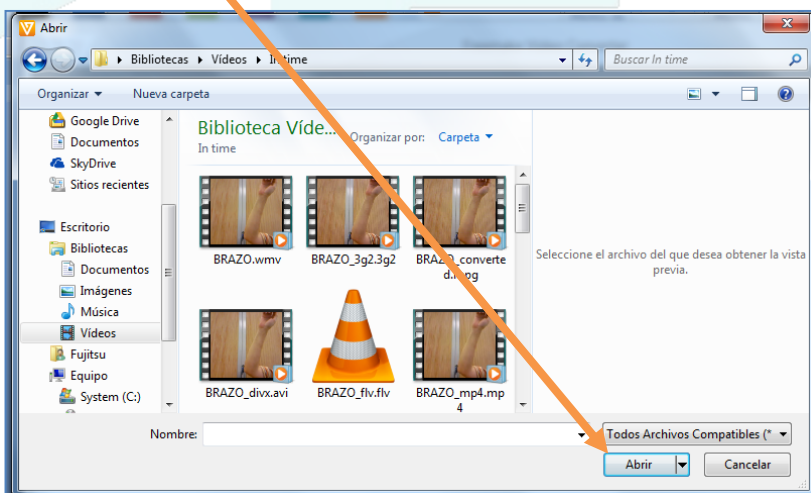 Abrir
Bibliotecas ▸ Vídeos ▸ In time
Buscar In time
Organizar
Nueva carpeta
Google Drive
Documentos
SkyDrive
Sitios recientes
Escritorio
Bibliotecas
Documentos
Imágenes
Música
Vídeos
Fujitsu
Equipo
System (C:)
Biblioteca Víde...
In time
Organizar por: Carpeta
BRAZO.wmv
BRAZO_3g2.3g2
BRAZO_converte
d.mpg
BRAZO_divx.avi
BRAZO_flv.flv
BRAZO_mp4.mp
4
Seleccione el archivo del que desea obtener la vista
previa.
Nombre:
Todos Archivos Compatibles (*
Abrir
Cancelar